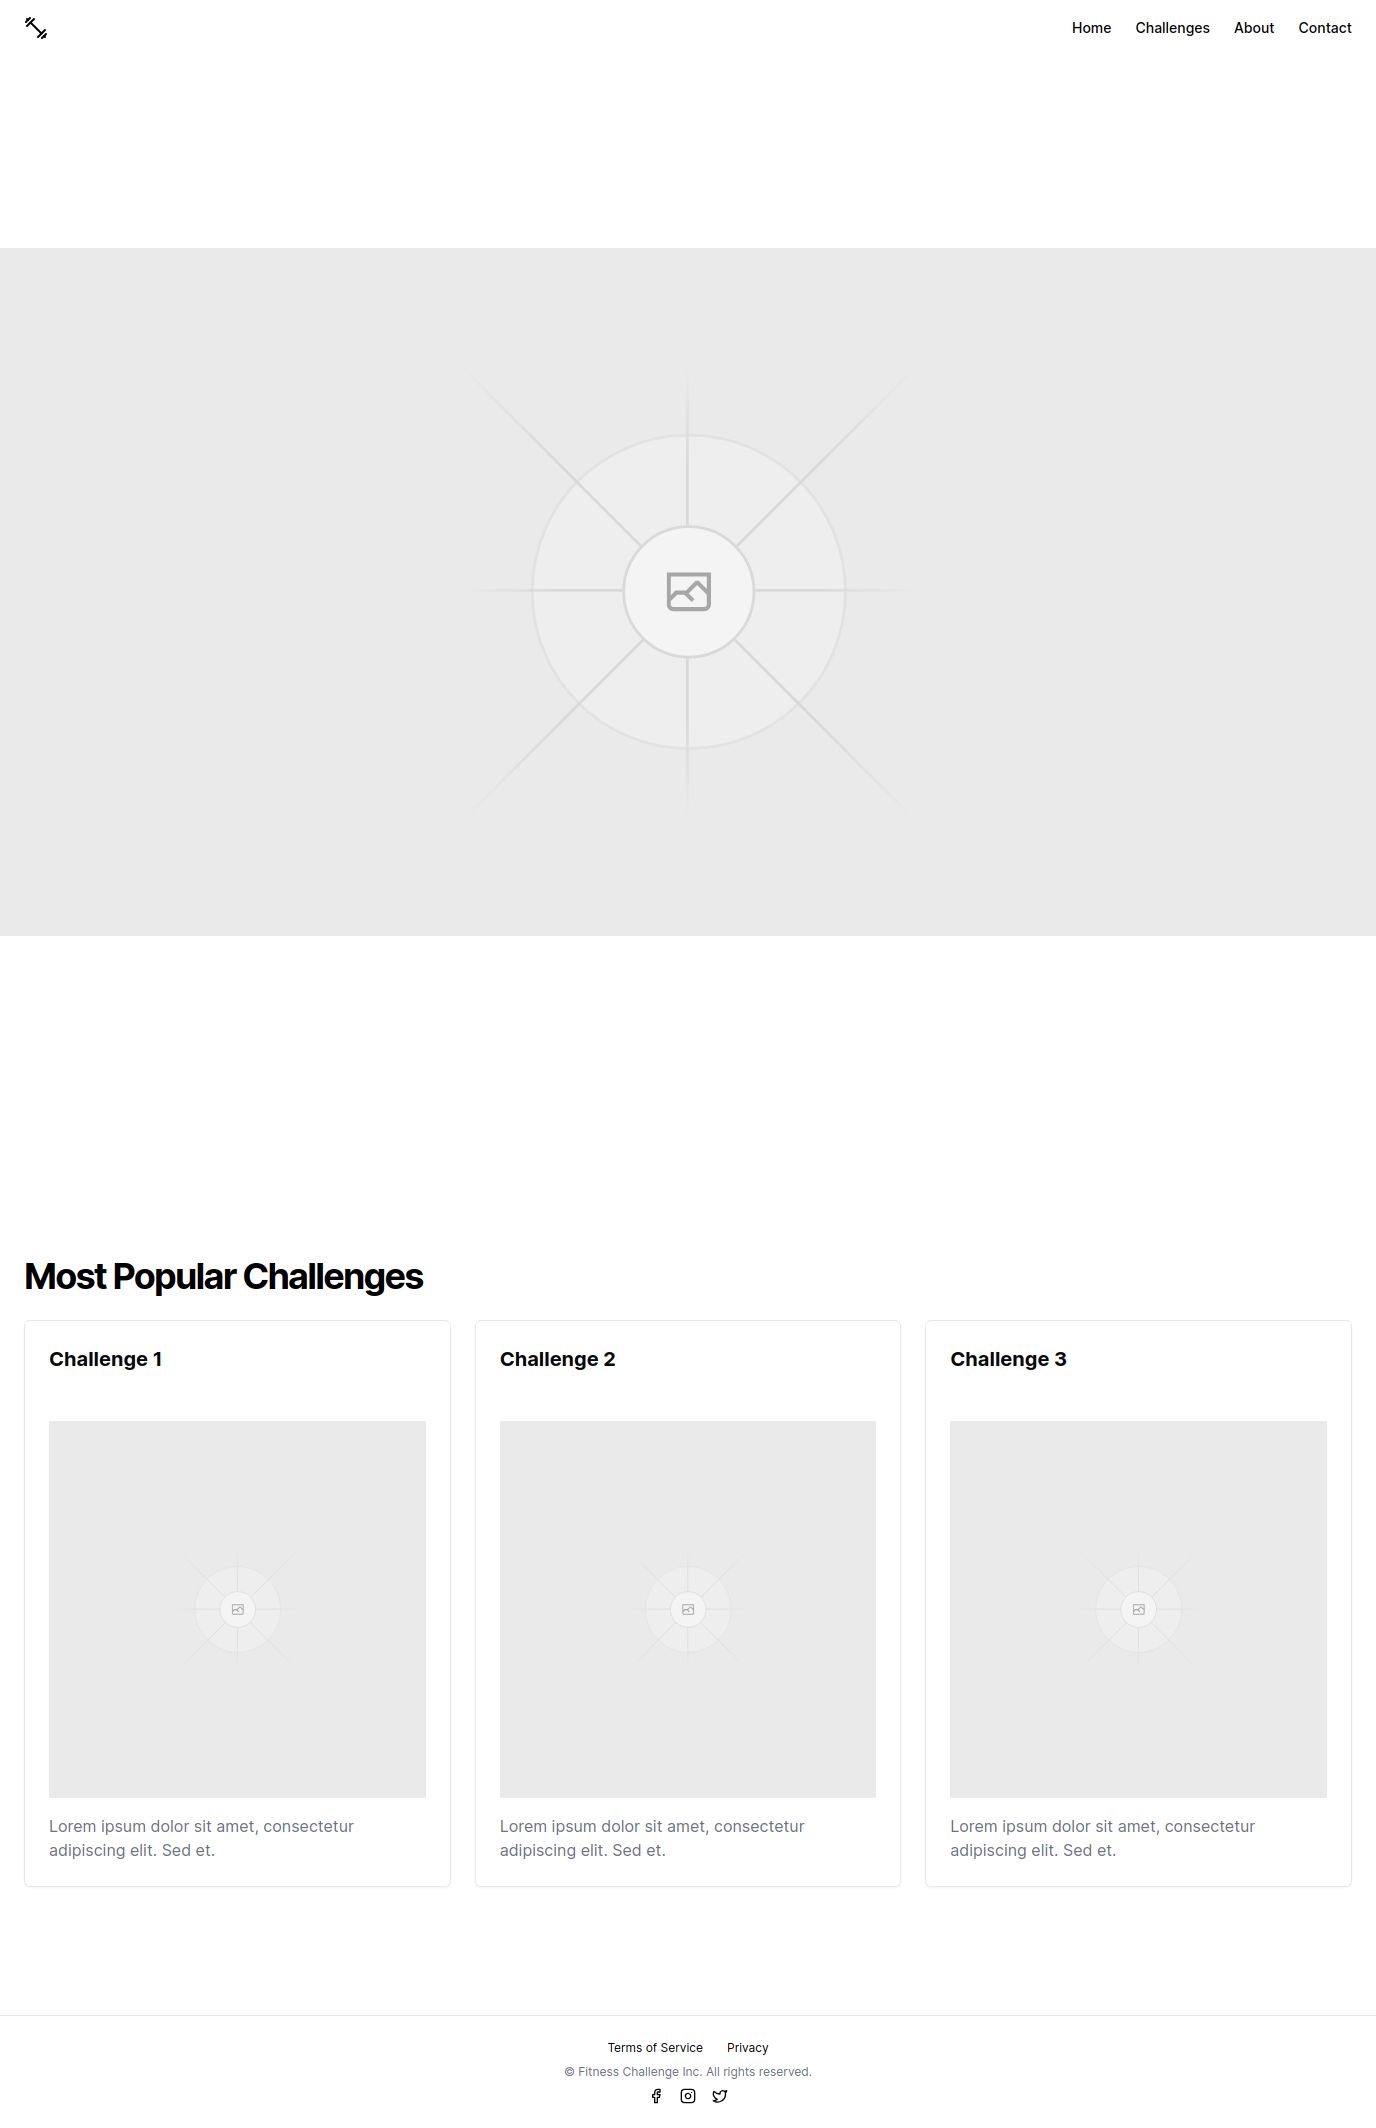 Home Challenges About Contact
Most Popular Challenges
Challenge 1
Lorem ipsum dolor sit amet, consectetur
adipiscing elit. Sed et.
Challenge 2
Lorem ipsum dolor sit amet, consectetur
adipiscing elit. Sed et.
Challenge 3
Lorem ipsum dolor sit amet, consectetur
adipiscing elit. Sed et.
Terms of Service Privacy
© Fitness Challenge Inc. All rights reserved.